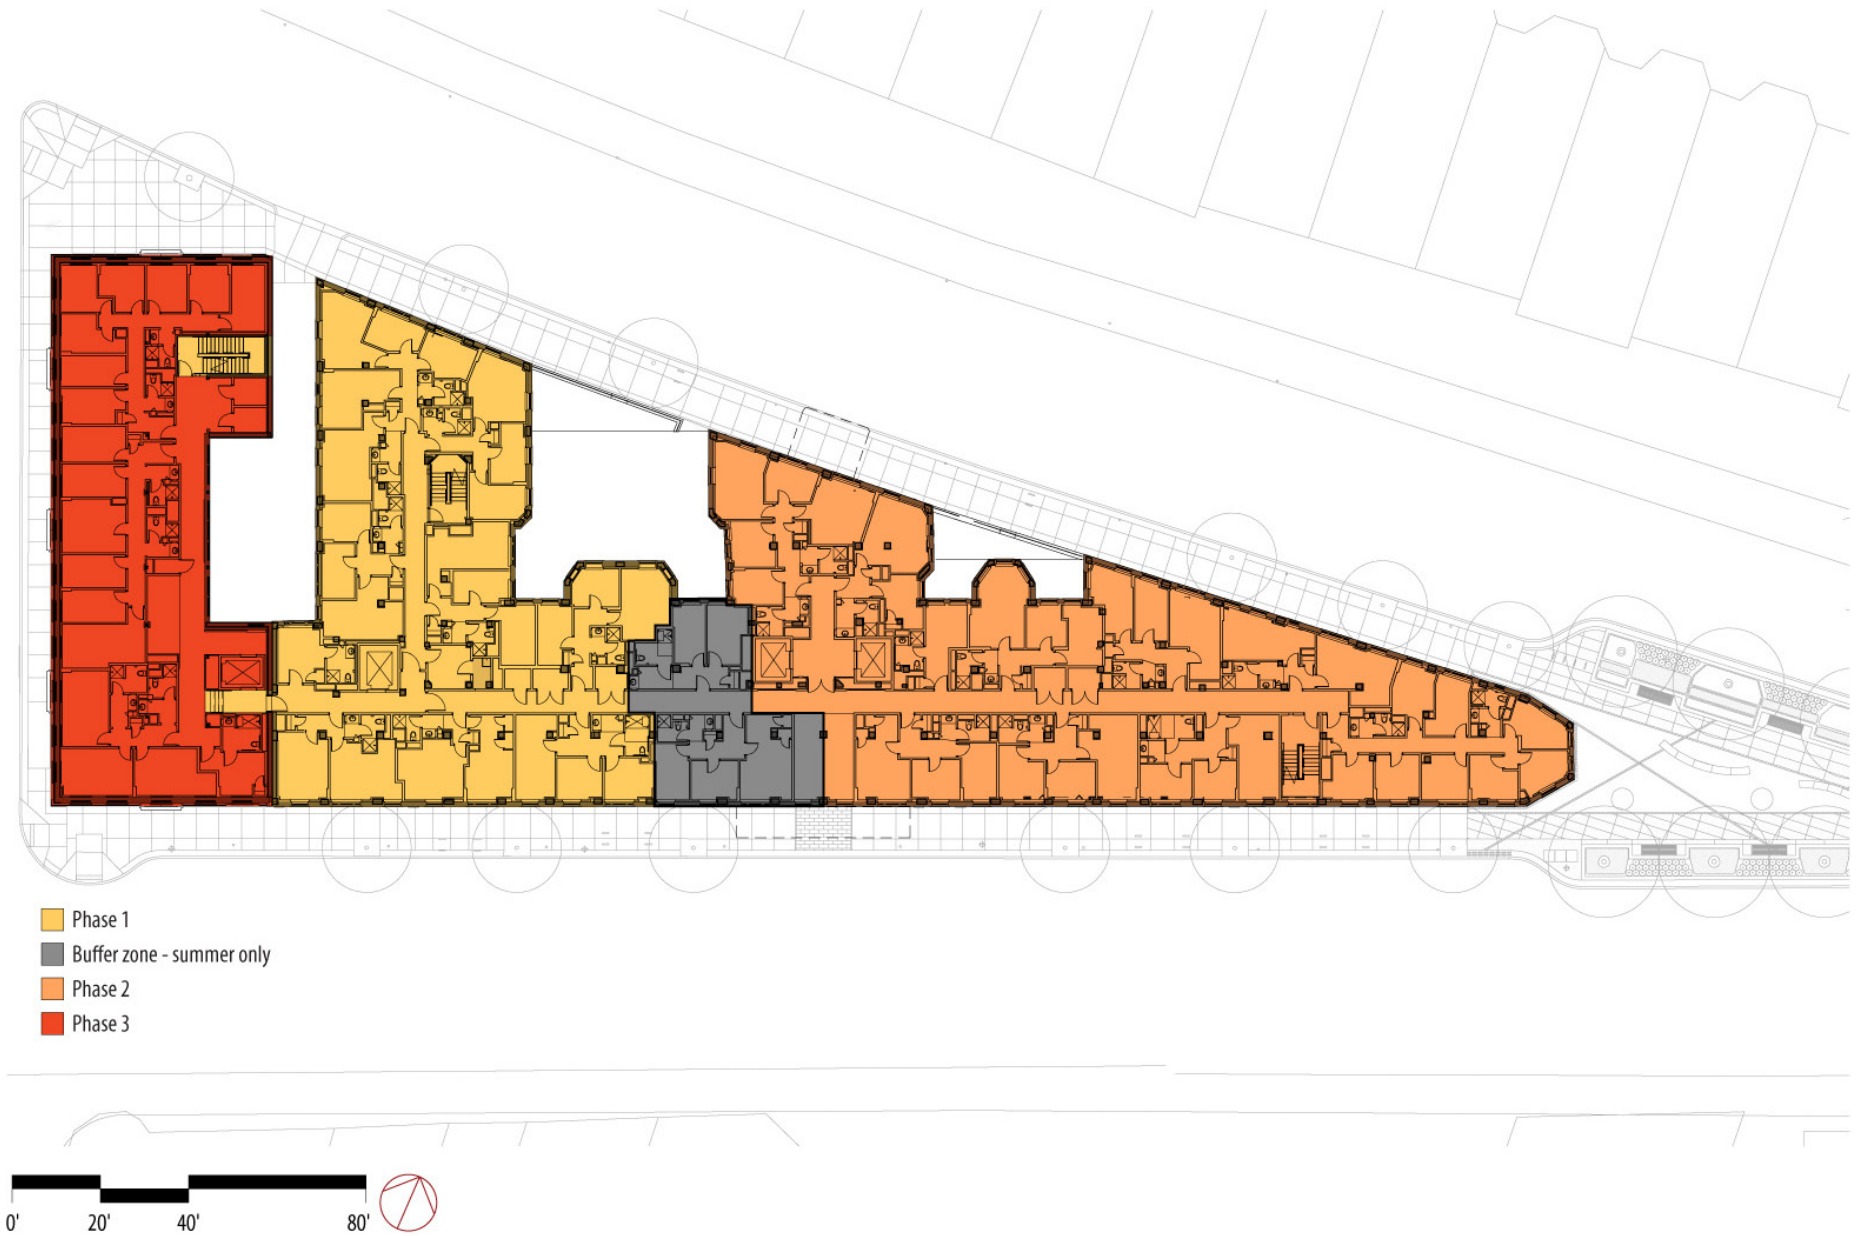 Phase 1
Buffer zone - summer only
Phase 2
Phase 3
0' 20' 40' 80'